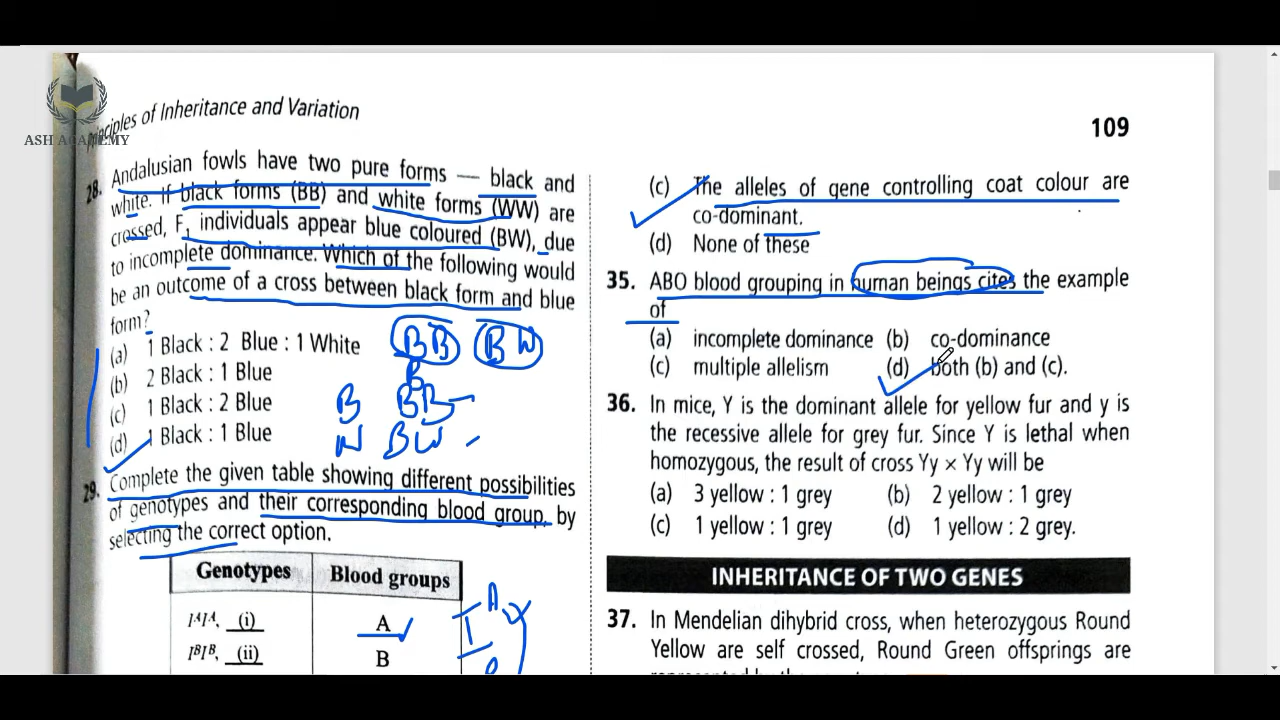 ASH ACADEMY
Principles of Inheritance and Variation
109
28. Andalusian fowls have two pure forms — black and
white. If black forms (BB) and white forms (WW) are
crossed, F1 individuals appear blue coloured (BW), due
to incomplete dominance. Which of the following would
be an outcome of a cross between black form and blue
form?
(a) 1 Black : 2 Blue : 1 White
(b) 2 Black : 1 Blue
(c) 1 Black : 2 Blue
(d) 1 Black : 1 Blue
BB BW
B
B BB
W BW
29. Complete the given table showing different possibilities
of genotypes and their corresponding blood group, by
selecting the correct option.
Genotypes Blood groups
IAIA, (i) A
IBIB, (ii) B
(c) The alleles of gene controlling coat colour are
co-dominant.
(d) None of these
35. ABO blood grouping in human beings cites the example
of
(a) incomplete dominance (b) co-dominance
(c) multiple allelism (d) both (b) and (c).
36. In mice, Y is the dominant allele for yellow fur and y is
the recessive allele for grey fur. Since Y is lethal when
homozygous, the result of cross Yy × Yy will be
(a) 3 yellow : 1 grey (b) 2 yellow : 1 grey
(c) 1 yellow : 1 grey (d) 1 yellow : 2 grey.
INHERITANCE OF TWO GENES
37. In Mendelian dihybrid cross, when heterozygous Round
Yellow are self crossed, Round Green offsprings are